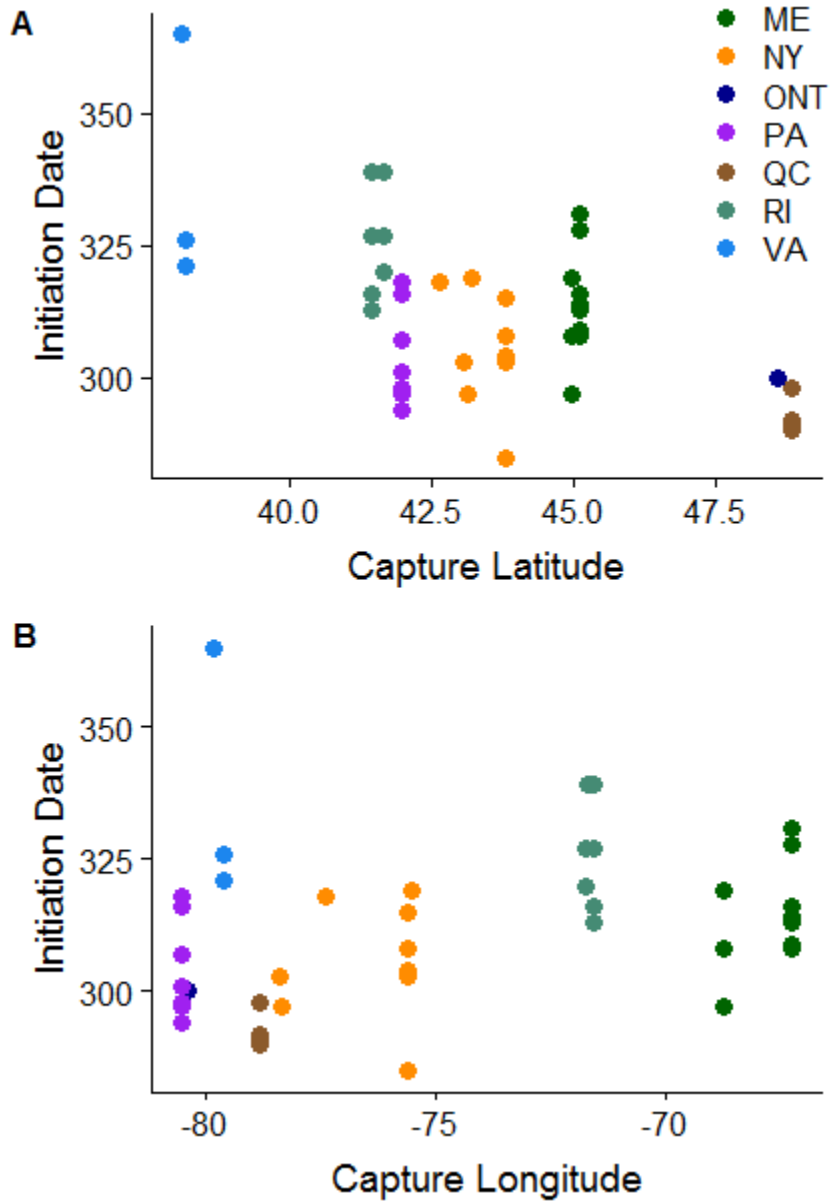 A
ME
NY
ONT
PA
QC
RI
VA
350
325
300
Initiation Date
40.0 42.5 45.0 47.5
Capture Latitude
B
350
325
300
Initiation Date
-80 -75 -70
Capture Longitude